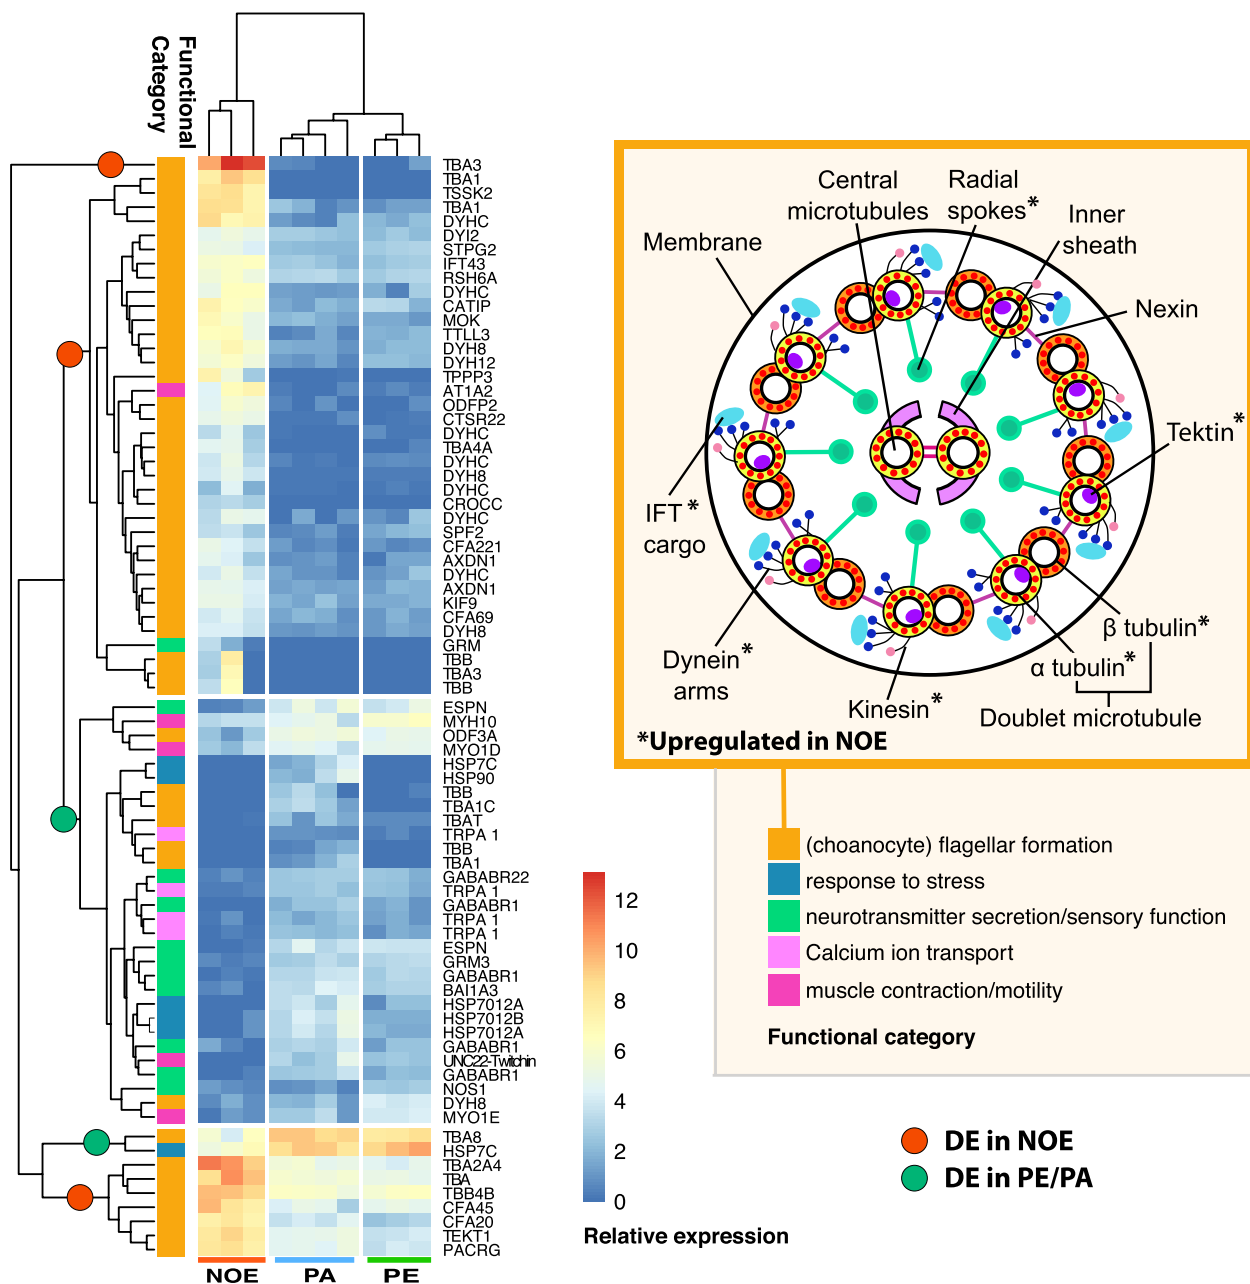 Functional
Category
TBA3
TBA1
TSSK2
TBA1
DYHC
DYI2
STPG2
IFT43
RSH6A
DYHC
CATIP
MOK
TTLL3
DYH8
DYH12
TPPP3
AT1A2
ODFP2
CTSR22
DYHC
TBA4A
DYHC
DYH8
DYHC
CROCC
DYHC
SPF2
CFA221
AXDN1
DYHC
AXDN1
KIF9
CFA69
DYH8
GRM
TBB
TBA3
TBB
ESPN
MYH10
ODF3A
MYO1D
HSP7C
HSP90
TBB
TBA1C
TBAT
TRPA 1
TBB
TBA1
GABABR22
TRPA 1
GABABR1
TRPA 1
TRPA 1
ESPN
GRM3
GABABR1
BAI1A3
HSP7012A
HSP7012B
HSP7012A
GABABR1
UNC22-Twitchin
GABABR1
NOS1
DYH8
MYO1E
TBA8
HSP7C
TBA2A4
TBA
TBB4B
CFA45
CFA20
TEKT1
PACRG
NOE
PA
PE
12
10
8
6
4
2
0
Relative expression
Central
microtubules
Radial
spokes*
Inner
sheath
Membrane
Nexin
Tektin*
IFT*
cargo
Dynein*
arms
Kinesin*
β tubulin*
α tubulin*
Doublet microtubule
*Upregulated in NOE
(choanocyte) flagellar formation
response to stress
neurotransmitter secretion/sensory function
Calcium ion transport
muscle contraction/motility
Functional category
DE in NOE
DE in PE/PA